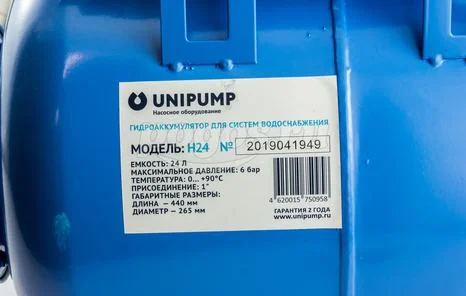 UNIPUMP
Насосное оборудование
ГИДРОАККУМУЛЯТОР ДЛЯ СИСТЕМ ВОДОСНАБЖЕНИЯ
МОДЕЛЬ: H24 № 2019041949
ЕМКОСТЬ: 24 Л
МАКСИМАЛЬНОЕ ДАВЛЕНИЕ: 6 бар
ТЕМПЕРАТУРА: 0... +90°C
ПРИСОЕДИНЕНИЕ: 1"
ГАБАРИТНЫЕ РАЗМЕРЫ:
ДЛИНА – 440 мм
ДИАМЕТР – 265 мм
4 620015 750958
ГАРАНТИЯ 2 ГОДА
www.unipump.ru